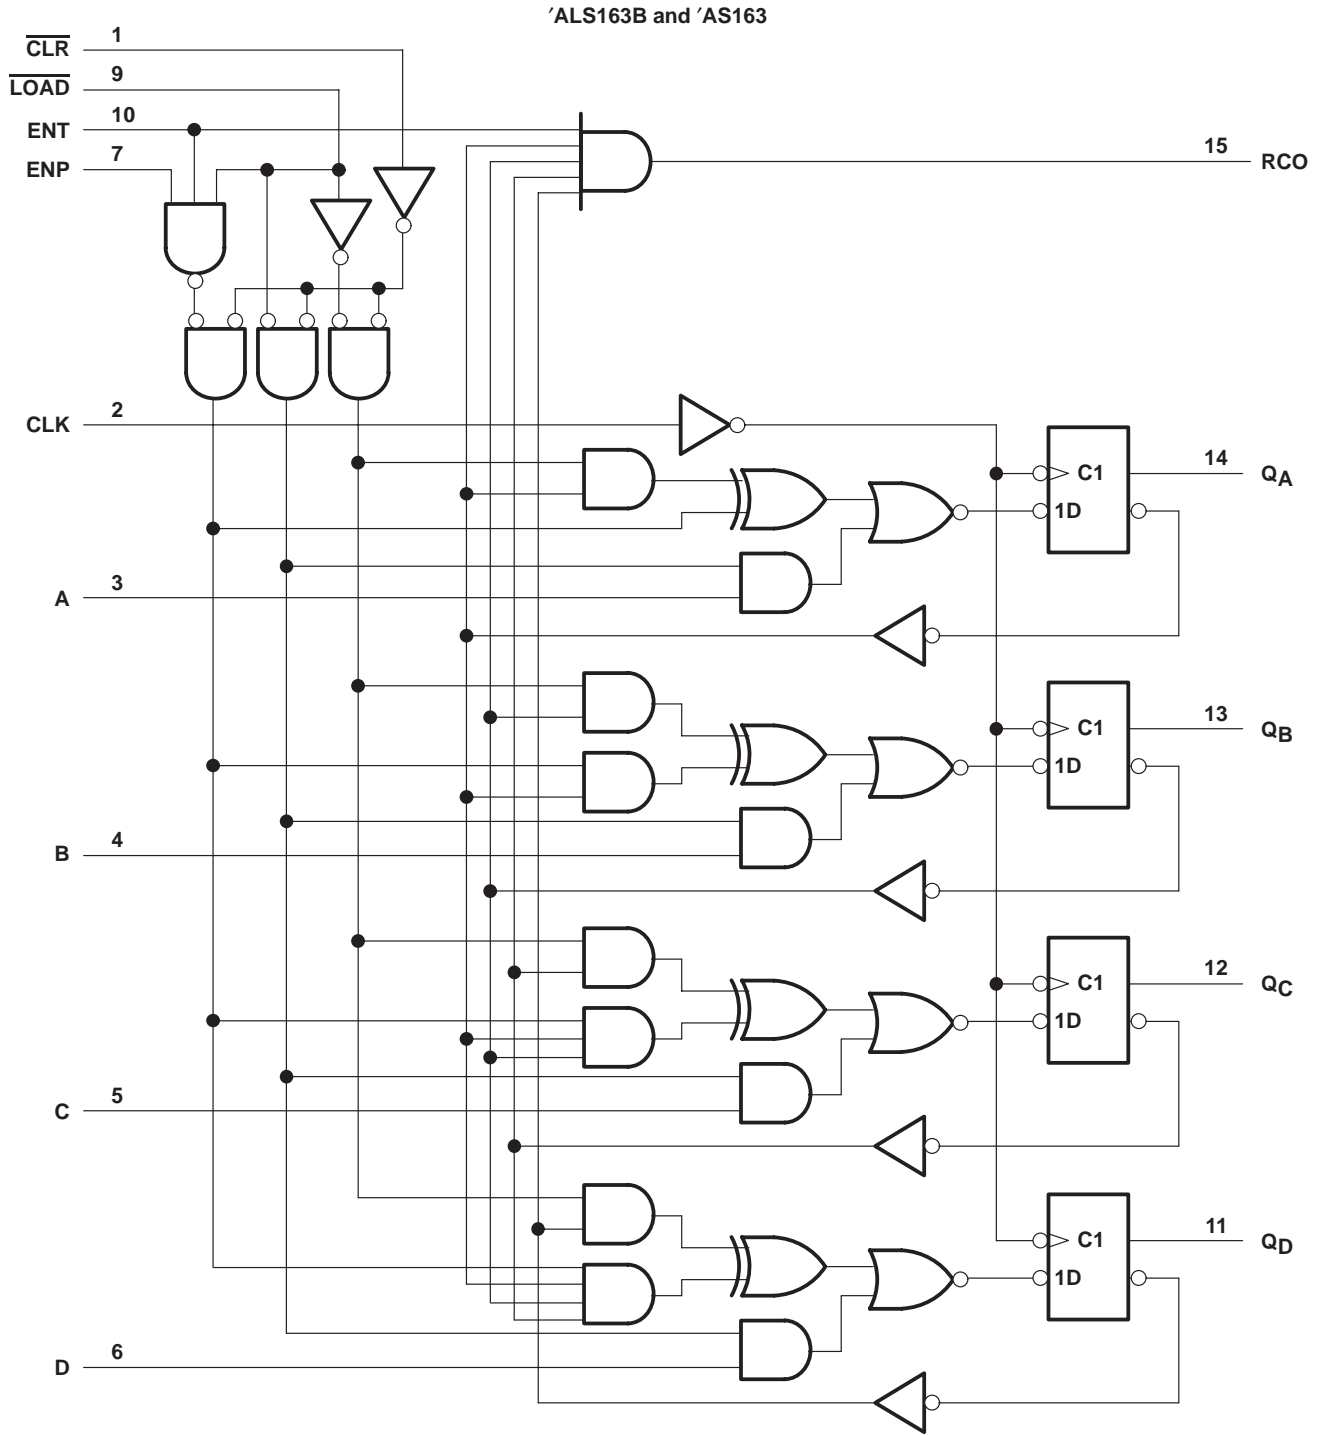 ′ALS163B and ′AS163
CLR 1
LOAD 9
ENT 10
ENP 7
15 RCO
CLK 2
C1 14 QA
1D
A 3
C1 13 QB
1D
B 4
C1 12 QC
1D
C 5
C1 11 QD
1D
D 6